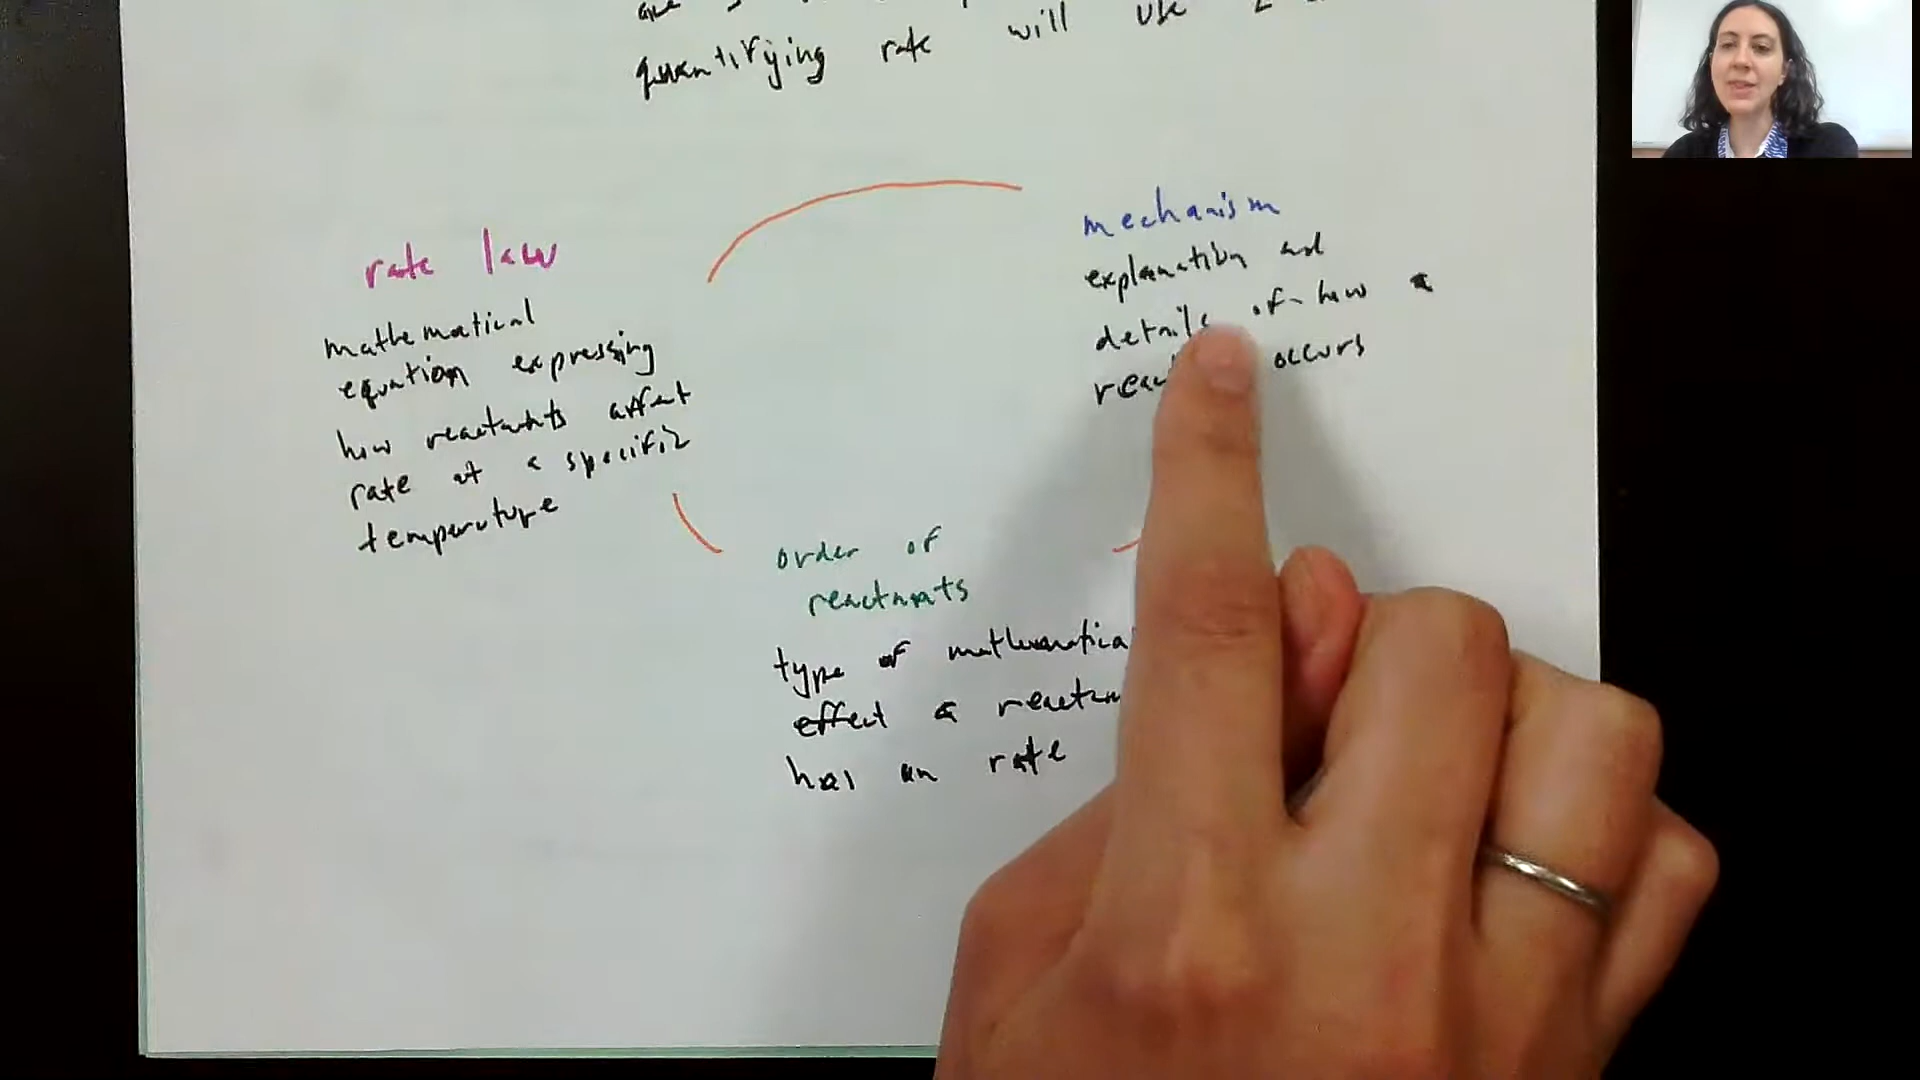 quantifying rate will use
rate law
mathematical
equation expressing
how reactants affect
rate at a specific
temperature
mechanism
explanation and
details of how a
occurs
order of
reactants
type of
effect a
has on rate